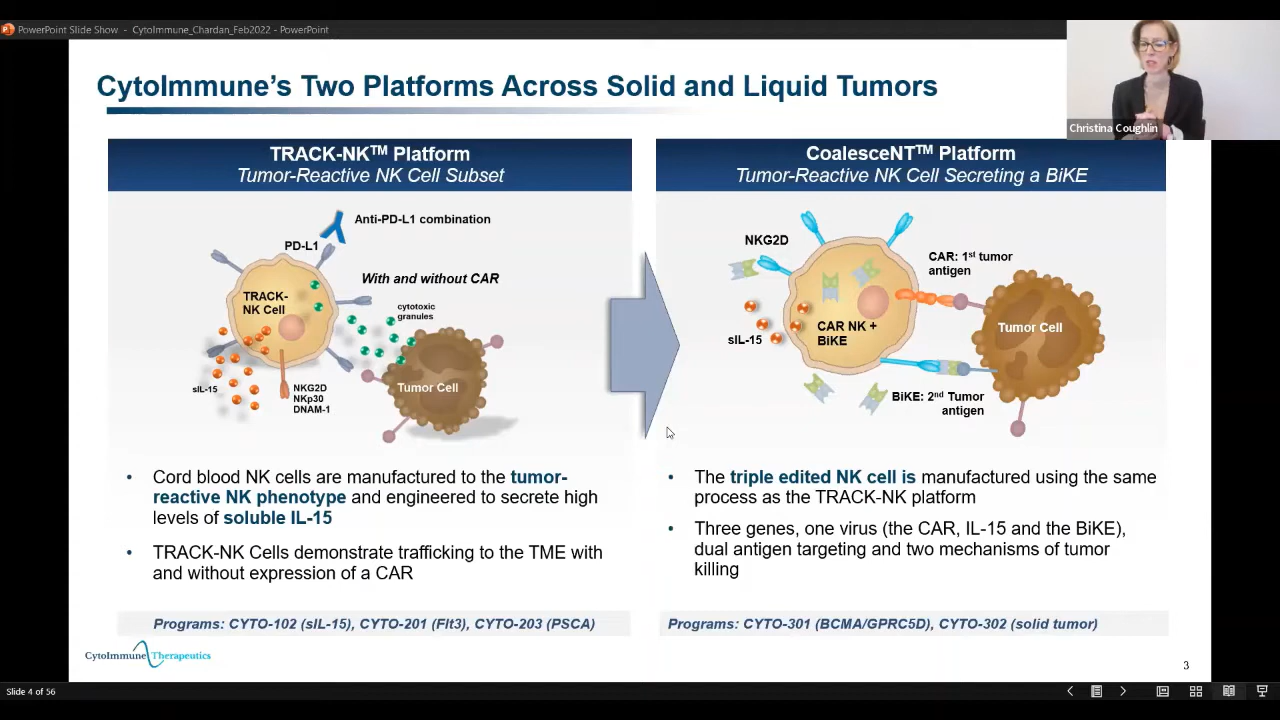 PowerPoint Slide Show - CytoImmune_Chardan_Feb2022 - PowerPoint
Christina Coughlin
CytoImmune's Two Platforms Across Solid and Liquid Tumors
TRACK-NK™ Platform
Tumor-Reactive NK Cell Subset
Anti-PD-L1 combination
PD-L1
With and without CAR
TRACK-
NK Cell
cytotoxic
granules
Tumor Cell
sIL-15
NKG2D
NKp30
DNAM-1
• Cord blood NK cells are manufactured to the tumor-
reactive NK phenotype and engineered to secrete high
levels of soluble IL-15
• TRACK-NK Cells demonstrate trafficking to the TME with
and without expression of a CAR
Programs: CYTO-102 (sIL-15), CYTO-201 (Flt3), CYTO-203 (PSCA)
CoalesceNT™ Platform
Tumor-Reactive NK Cell Secreting a BiKE
NKG2D
CAR: 1st tumor
antigen
sIL-15
CAR NK +
BiKE
Tumor Cell
BiKE: 2nd Tumor
antigen
• The triple edited NK cell is manufactured using the same
process as the TRACK-NK platform
• Three genes, one virus (the CAR, IL-15 and the BiKE),
dual antigen targeting and two mechanisms of tumor
killing
Programs: CYTO-301 (BCMA/GPRC5D), CYTO-302 (solid tumor)
CytoImmune Therapeutics
3
Slide 4 of 56